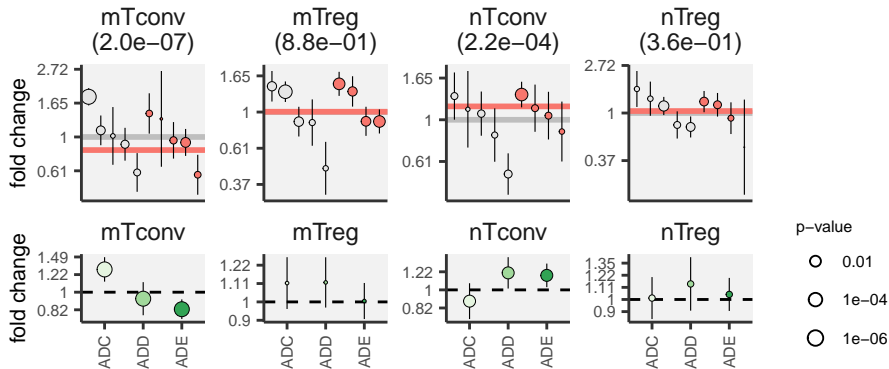 mTconv
(2.0e−07)
mTreg
(8.8e−01)
nTconv
(2.2e−04)
nTreg
(3.6e−01)
fold change
2.72
1.65
1
0.61
1.65
1
0.61
0.37
1.65
1
0.61
2.72
1
0.37
mTconv
mTreg
nTconv
nTreg
fold change
1.49
1.22
1
0.82
1.22
1.11
1
0.9
1.22
1
0.82
1.35
1.22
1.11
1
0.9
ADC
ADD
ADE
ADC
ADD
ADE
ADC
ADD
ADE
ADC
ADD
ADE
p−value
0.01
1e−04
1e−06